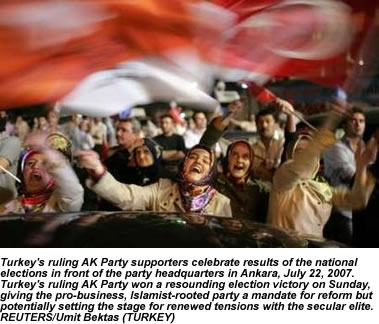 Turkey's ruling AK Party supporters celebrate results of the national
elections in front of the party headquarters in Ankara, July 22, 2007.
Turkey's ruling AK Party won a resounding election victory on Sunday,
giving the pro-business, Islamist-rooted party a mandate for reform but
potentially setting the stage for renewed tensions with the secular elite.
REUTERS/Umit Bektas (TURKEY)